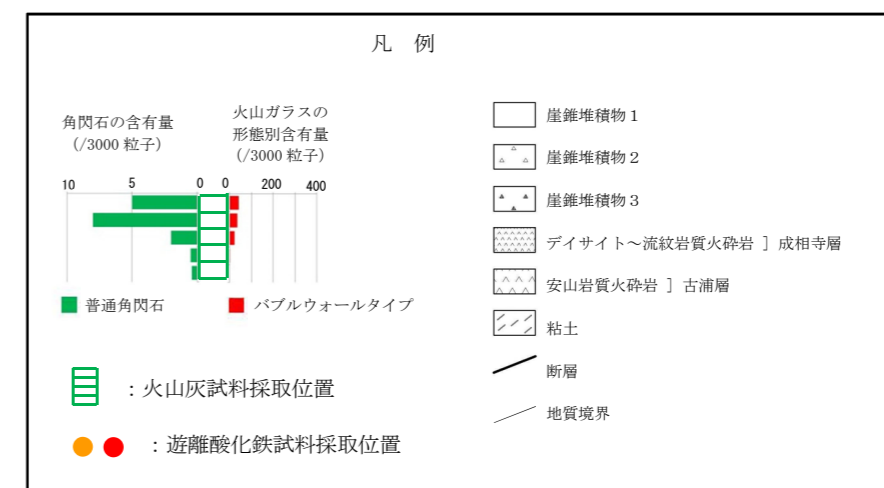 凡 例
角閃石の含有量
(/3000 粒子)
火山ガラスの
形態別含有量
(/3000 粒子)
10 5 0 0 200 400
普通角閃石 バブルウォールタイプ
：火山灰試料採取位置
：遊離酸化鉄試料採取位置
崖錐堆積物１
崖錐堆積物２
崖錐堆積物３
デイサイト～流紋岩質火砕岩 ］成相寺層
安山岩質火砕岩 ］古浦層
粘土
断層
地質境界